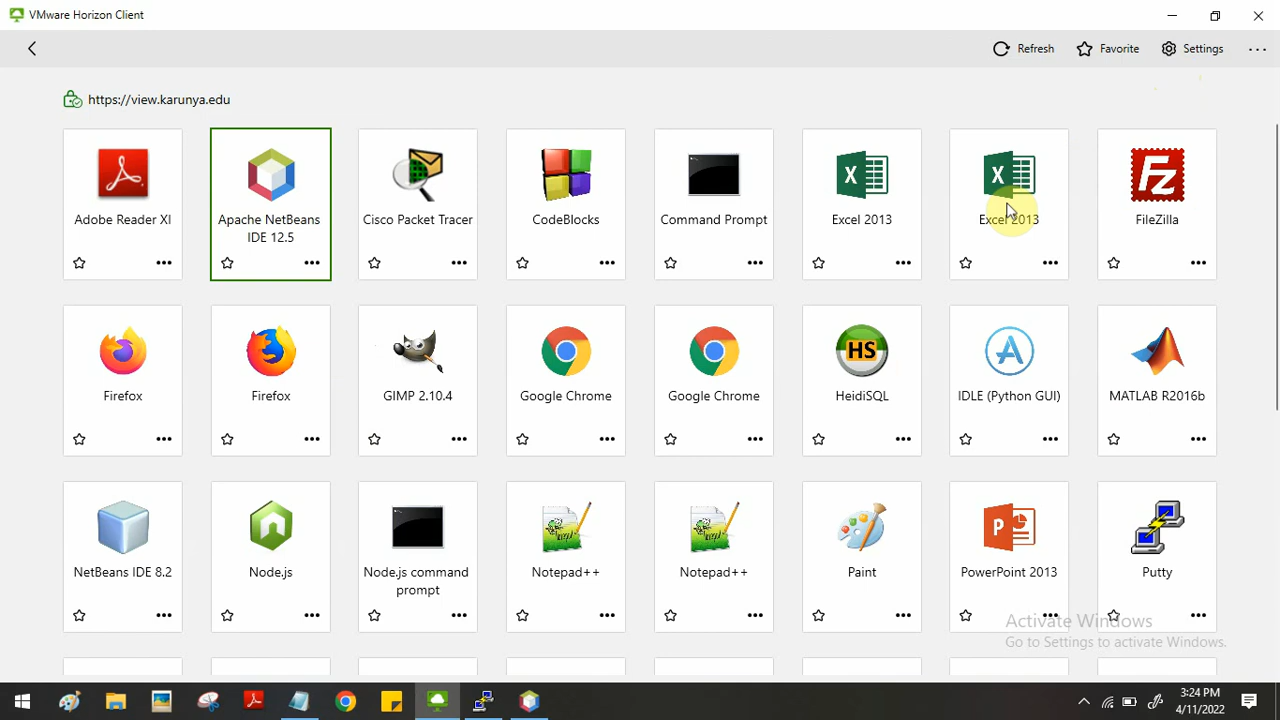 VMware Horizon Client
Refresh
Favorite
Settings
https://view.karunya.edu
Adobe Reader XI
Apache NetBeans
IDE 12.5
Cisco Packet Tracer
CodeBlocks
Command Prompt
Excel 2013
Excel 2013
Fz
FileZilla
Firefox
Firefox
GIMP 2.10.4
Google Chrome
Google Chrome
HS
HeidiSQL
IDLE (Python GUI)
MATLAB R2016b
NetBeans IDE 8.2
Node.js
Node.js command
prompt
Notepad++
Notepad++
Paint
PowerPoint 2013
Putty
Activate Windows
Go to Settings to activate Windows.
3:24 PM
4/11/2022